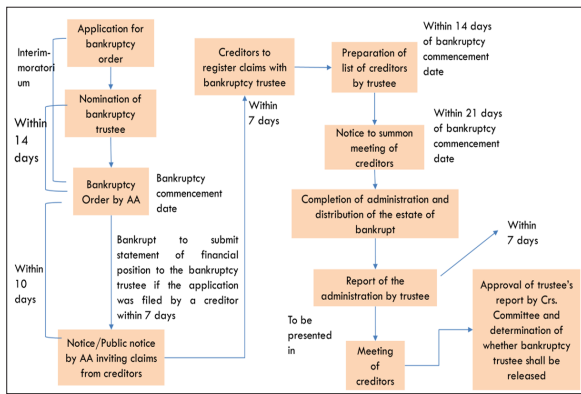 Application for
bankruptcy
order
Interim-
moratori
um
Nomination of
bankruptcy
trustee
Within
14
days
Bankruptcy
Order by AA
Bankruptcy
commencement
date
Bankrupt to submit
statement of financial
position to the bankruptcy
trustee if the application
was filed by a creditor
within 7 days
Within
10
days
Notice/Public notice
by AA inviting claims
from creditors
Creditors to
register claims with
bankruptcy trustee
Within
7 days
Preparation of
list of creditors
by trustee
Within 14 days
of bankruptcy
commencement
date
Notice to summon
meeting of
creditors
Within 21 days
of bankruptcy
commencement
date
Completion of administration and
distribution of the estate of
bankrupt
Within
7 days
Report of the
administration by trustee
To be
presented
in
Meeting
of
creditors
Approval of trustee's
report by Crs.
Committee and
determination of
whether bankruptcy
trustee shall be
released